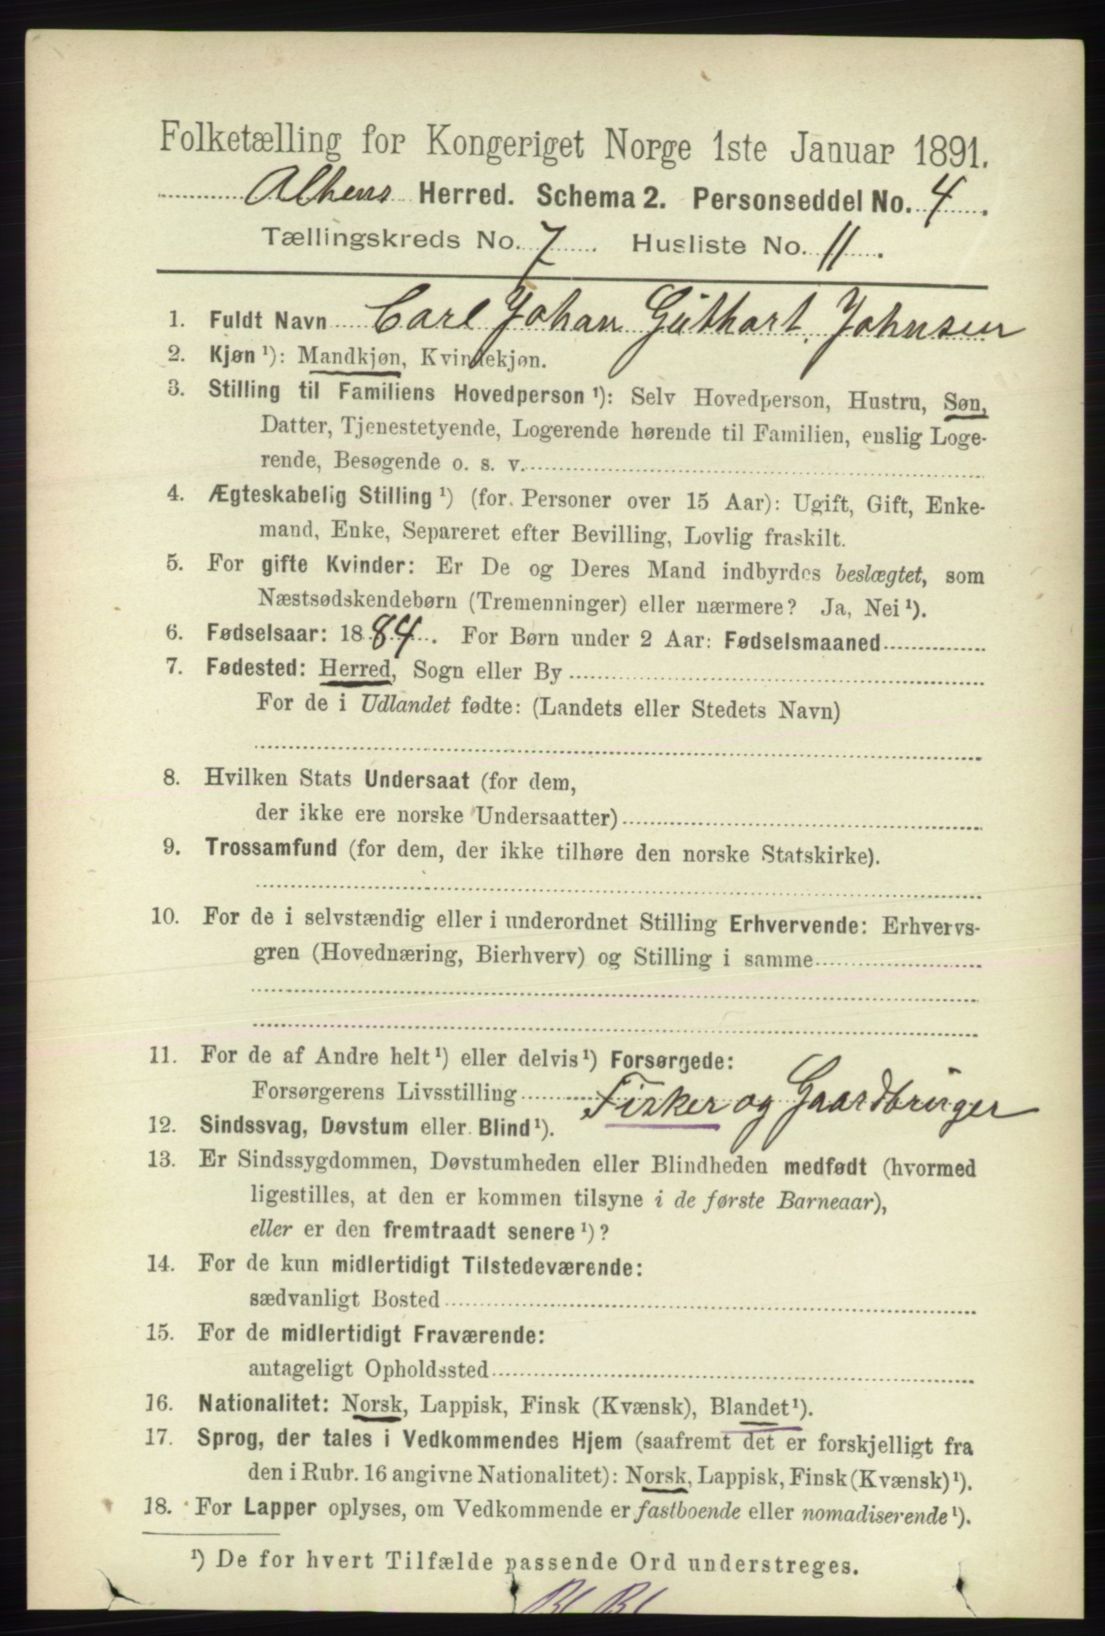 Folketælling for Kongeriget Norge 1ste Januar 1891.
Alhens Herred. Schema 2. Personseddel No. 4.
Tællingskreds No. 7. Husliste No. 11.
1. Fuldt Navn Carl Johan Güthart Johnsen
2. Kjøn ¹): Mandkjøn, Kvindekjøn.
3. Stilling til Familiens Hovedperson ¹): Selv Hovedperson, Hustru, Søn,
Datter, Tjenestetyende, Logerende hørende til Familien, enslig Loge-
rende, Besøgende o. s. v.
4. Ægteskabelig Stilling ¹) (for Personer over 15 Aar): Ugift, Gift, Enke-
mand, Enke, Separeret efter Bevilling, Lovlig fraskilt.
5. For gifte Kvinder: Er De og Deres Mand indbyrdes beslægtet, som
Næstsødskendebørn (Tremenninger) eller nærmere? Ja, Nei ¹).
6. Fødselsaar: 1884. For Børn under 2 Aar: Fødselsmaaned
7. Fødested: Herred, Sogn eller By
For de i Udlandet fødte: (Landets eller Stedets Navn)
8. Hvilken Stats Undersaat (for dem,
der ikke ere norske Undersaatter)
9. Trossamfund (for dem, der ikke tilhøre den norske Statskirke).
10. For de i selvstændig eller i underordnet Stilling Erhvervende: Erhvervs-
gren (Hovednæring, Bierhverv) og Stilling i samme
11. For de af Andre helt ¹) eller delvis ¹) Forsørgede:
Forsørgerens Livsstilling Fisker og Gaardbruger
12. Sindssvag, Døvstum eller Blind ¹).
13. Er Sindssygdommen, Døvstumheden eller Blindheden medfødt (hvormed
ligestilles, at den er kommen tilsyne i de første Barneaar),
eller er den fremtraadt senere ¹)?
14. For de kun midlertidigt Tilstedeværende:
sædvanligt Bosted
15. For de midlertidigt Fraværende:
antageligt Opholdssted
16. Nationalitet: Norsk, Lappisk, Finsk (Kvænsk), Blandet ¹).
17. Sprog, der tales i Vedkommendes Hjem (saafremt det er forskjelligt fra
den i Rubr. 16 angivne Nationalitet): Norsk, Lappisk, Finsk (Kvænsk) ¹).
18. For Lapper oplyses, om Vedkommende er fastboende eller nomadiserende ¹).
¹) De for hvert Tilfælde passende Ord understreges.